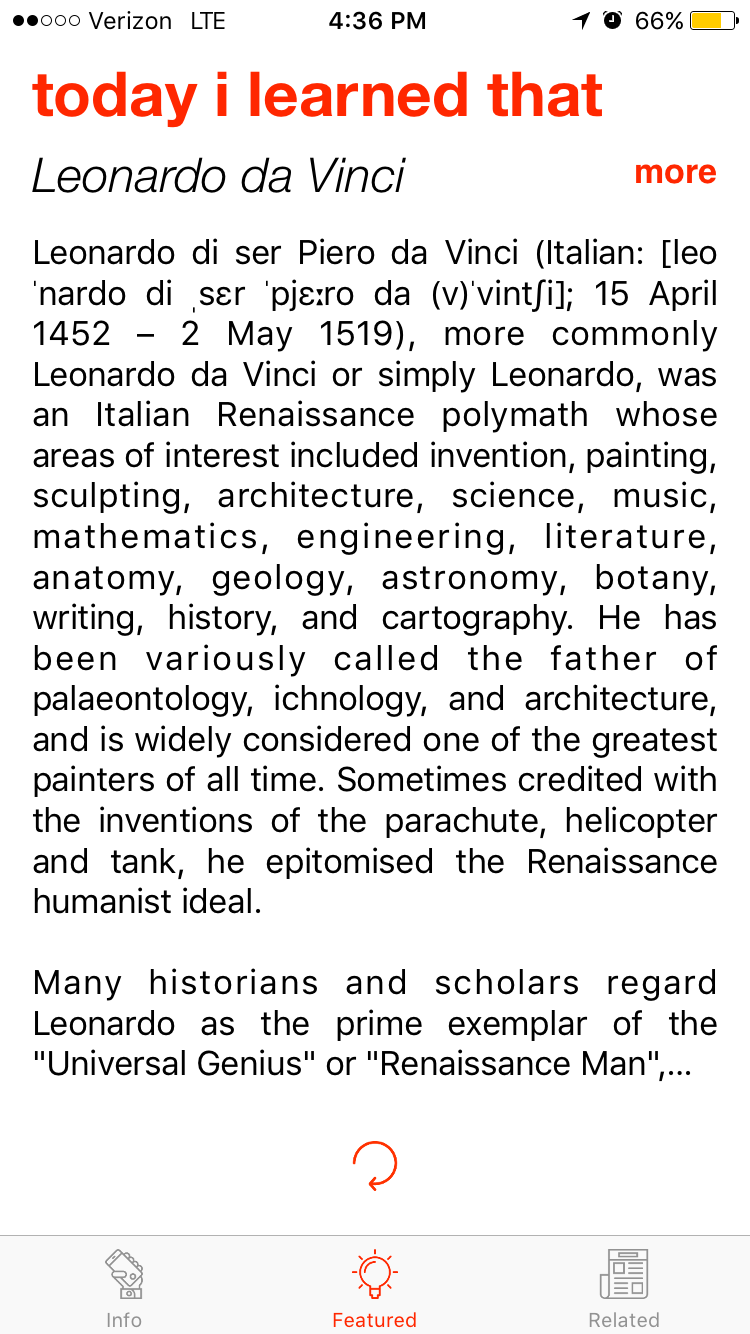 Verizon LTE 4:36 PM 66%
today i learned that
Leonardo da Vinci more
Leonardo di ser Piero da Vinci (Italian: [leo
ˈnardo di ˌsɛr ˈpjɛːro da (v)ˈvintʃi]; 15 April
1452 – 2 May 1519), more commonly
Leonardo da Vinci or simply Leonardo, was
an Italian Renaissance polymath whose
areas of interest included invention, painting,
sculpting, architecture, science, music,
mathematics, engineering, literature,
anatomy, geology, astronomy, botany,
writing, history, and cartography. He has
been variously called the father of
palaeontology, ichnology, and architecture,
and is widely considered one of the greatest
painters of all time. Sometimes credited with
the inventions of the parachute, helicopter
and tank, he epitomised the Renaissance
humanist ideal.
Many historians and scholars regard
Leonardo as the prime exemplar of the
"Universal Genius" or "Renaissance Man",...
Info Featured Related